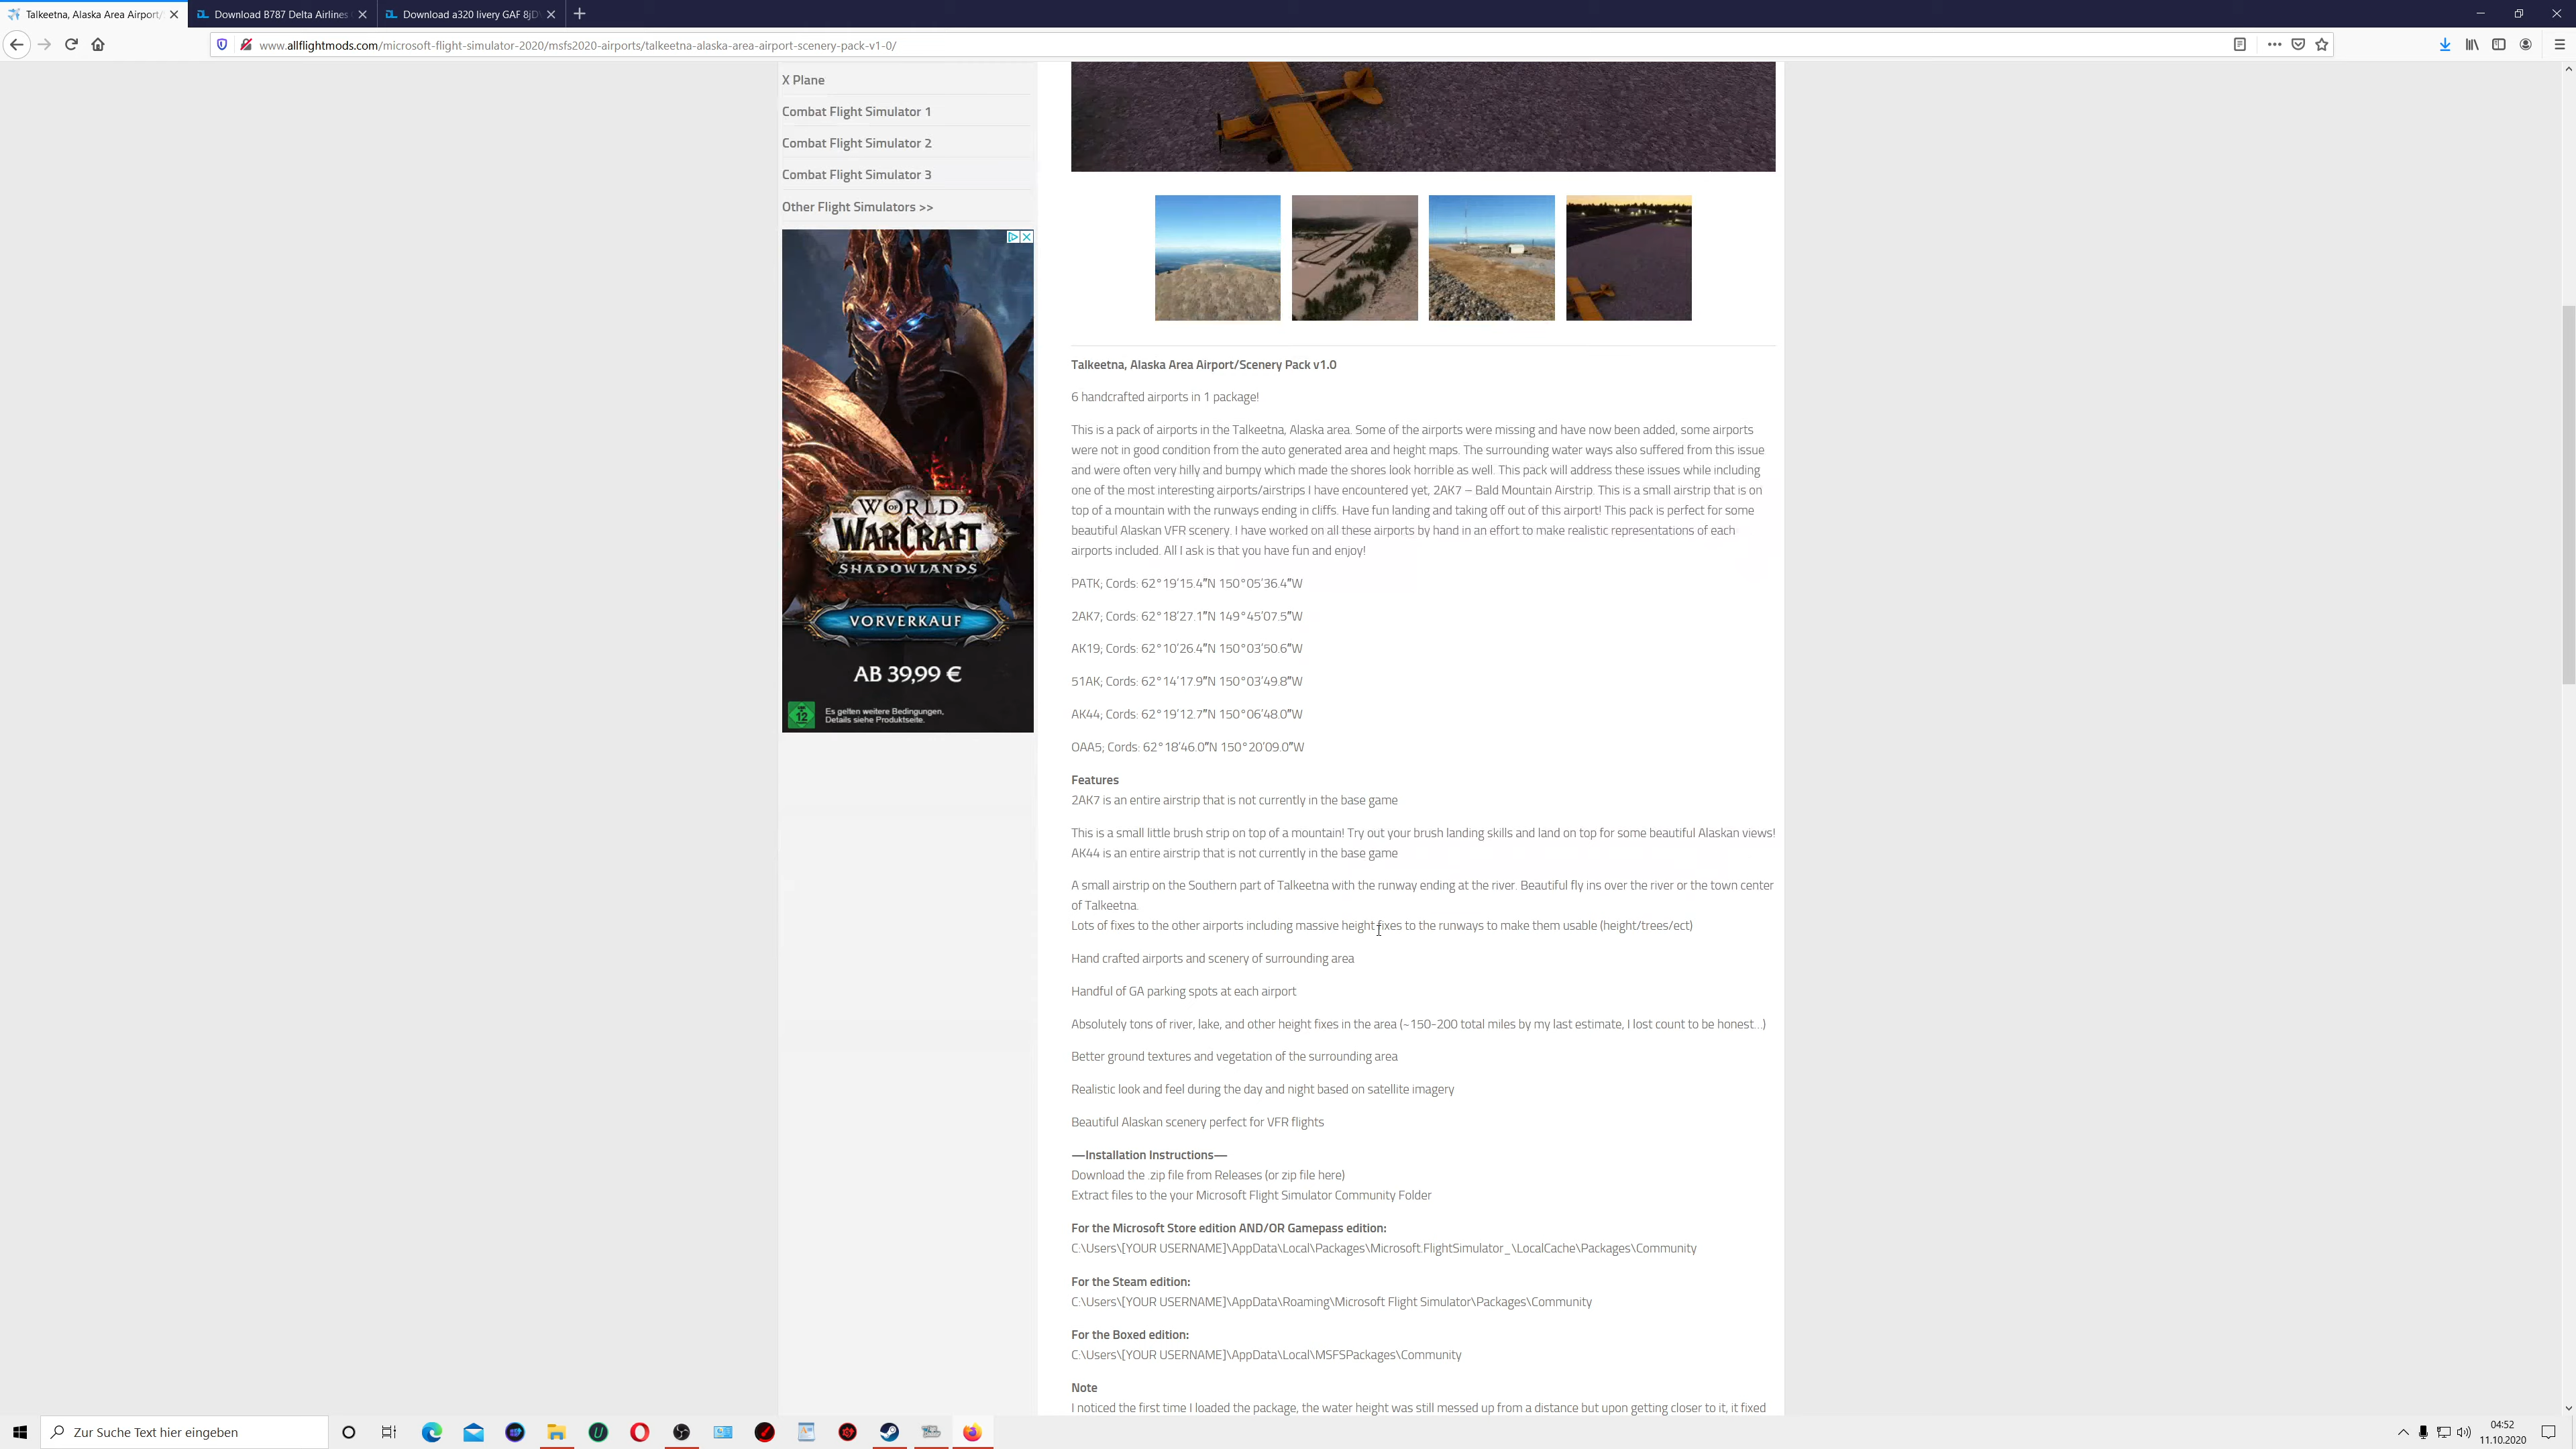 Talkeetna, Alaska Area Airport/
Download B787 Delta Airlines
Download a320 livery GAF 8jD
www.allflightmods.com/microsoft-flight-simulator-2020/msfs2020-airports/talkeetna-alaska-area-airport-scenery-pack-v1-0/
X Plane
Combat Flight Simulator 1
Combat Flight Simulator 2
Combat Flight Simulator 3
Other Flight Simulators >>
WORLD
OF
WARCRAFT
SHADOWLANDS
VORVERKAUF
AB 39,99 €
12
Es gelten weitere Bedingungen,
Details siehe Produktseite.
Talkeetna, Alaska Area Airport/Scenery Pack v1.0
6 handcrafted airports in 1 package!
This is a pack of airports in the Talkeetna, Alaska area. Some of the airports were missing and have now been added, some airports
were not in good condition from the auto generated area and height maps. The surrounding water ways also suffered from this issue
and were often very hilly and bumpy which made the shores look horrible as well. This pack will address these issues while including
one of the most interesting airports/airstrips I have encountered yet, 2AK7 – Bald Mountain Airstrip. This is a small airstrip that is on
top of a mountain with the runways ending in cliffs. Have fun landing and taking off out of this airport! This pack is perfect for some
beautiful Alaskan VFR scenery. I have worked on all these airports by hand in an effort to make realistic representations of each
airports included. All I ask is that you have fun and enjoy!
PATK; Cords: 62°19'15.4"N 150°05'36.4"W
2AK7; Cords: 62°18'27.1"N 149°45'07.5"W
AK19; Cords: 62°10'26.4"N 150°03'50.6"W
51AK; Cords: 62°14'17.9"N 150°03'49.8"W
AK44; Cords: 62°19'12.7"N 150°06'48.0"W
OAA5; Cords: 62°18'46.0"N 150°20'09.0"W
Features
2AK7 is an entire airstrip that is not currently in the base game
This is a small little brush strip on top of a mountain! Try out your brush landing skills and land on top for some beautiful Alaskan views!
AK44 is an entire airstrip that is not currently in the base game
A small airstrip on the Southern part of Talkeetna with the runway ending at the river. Beautiful fly ins over the river or the town center
of Talkeetna.
Lots of fixes to the other airports including massive height fixes to the runways to make them usable (height/trees/ect)
Hand crafted airports and scenery of surrounding area
Handful of GA parking spots at each airport
Absolutely tons of river, lake, and other height fixes in the area (~150-200 total miles by my last estimate, I lost count to be honest…)
Better ground textures and vegetation of the surrounding area
Realistic look and feel during the day and night based on satellite imagery
Beautiful Alaskan scenery perfect for VFR flights
—Installation Instructions—
Download the .zip file from Releases (or zip file here)
Extract files to the your Microsoft Flight Simulator Community Folder
For the Microsoft Store edition AND/OR Gamepass edition:
C:\Users\[YOUR USERNAME]\AppData\Local\Packages\Microsoft.FlightSimulator_\LocalCache\Packages\Community
For the Steam edition:
C:\Users\[YOUR USERNAME]\AppData\Roaming\Microsoft Flight Simulator\Packages\Community
For the Boxed edition:
C:\Users\[YOUR USERNAME]\AppData\Local\MSFSPackages\Community
Note
I noticed the first time I loaded the package, the water height was still messed up from a distance but upon getting closer to it, it fixed
Zur Suche Text hier eingeben
04:52
11.10.2020